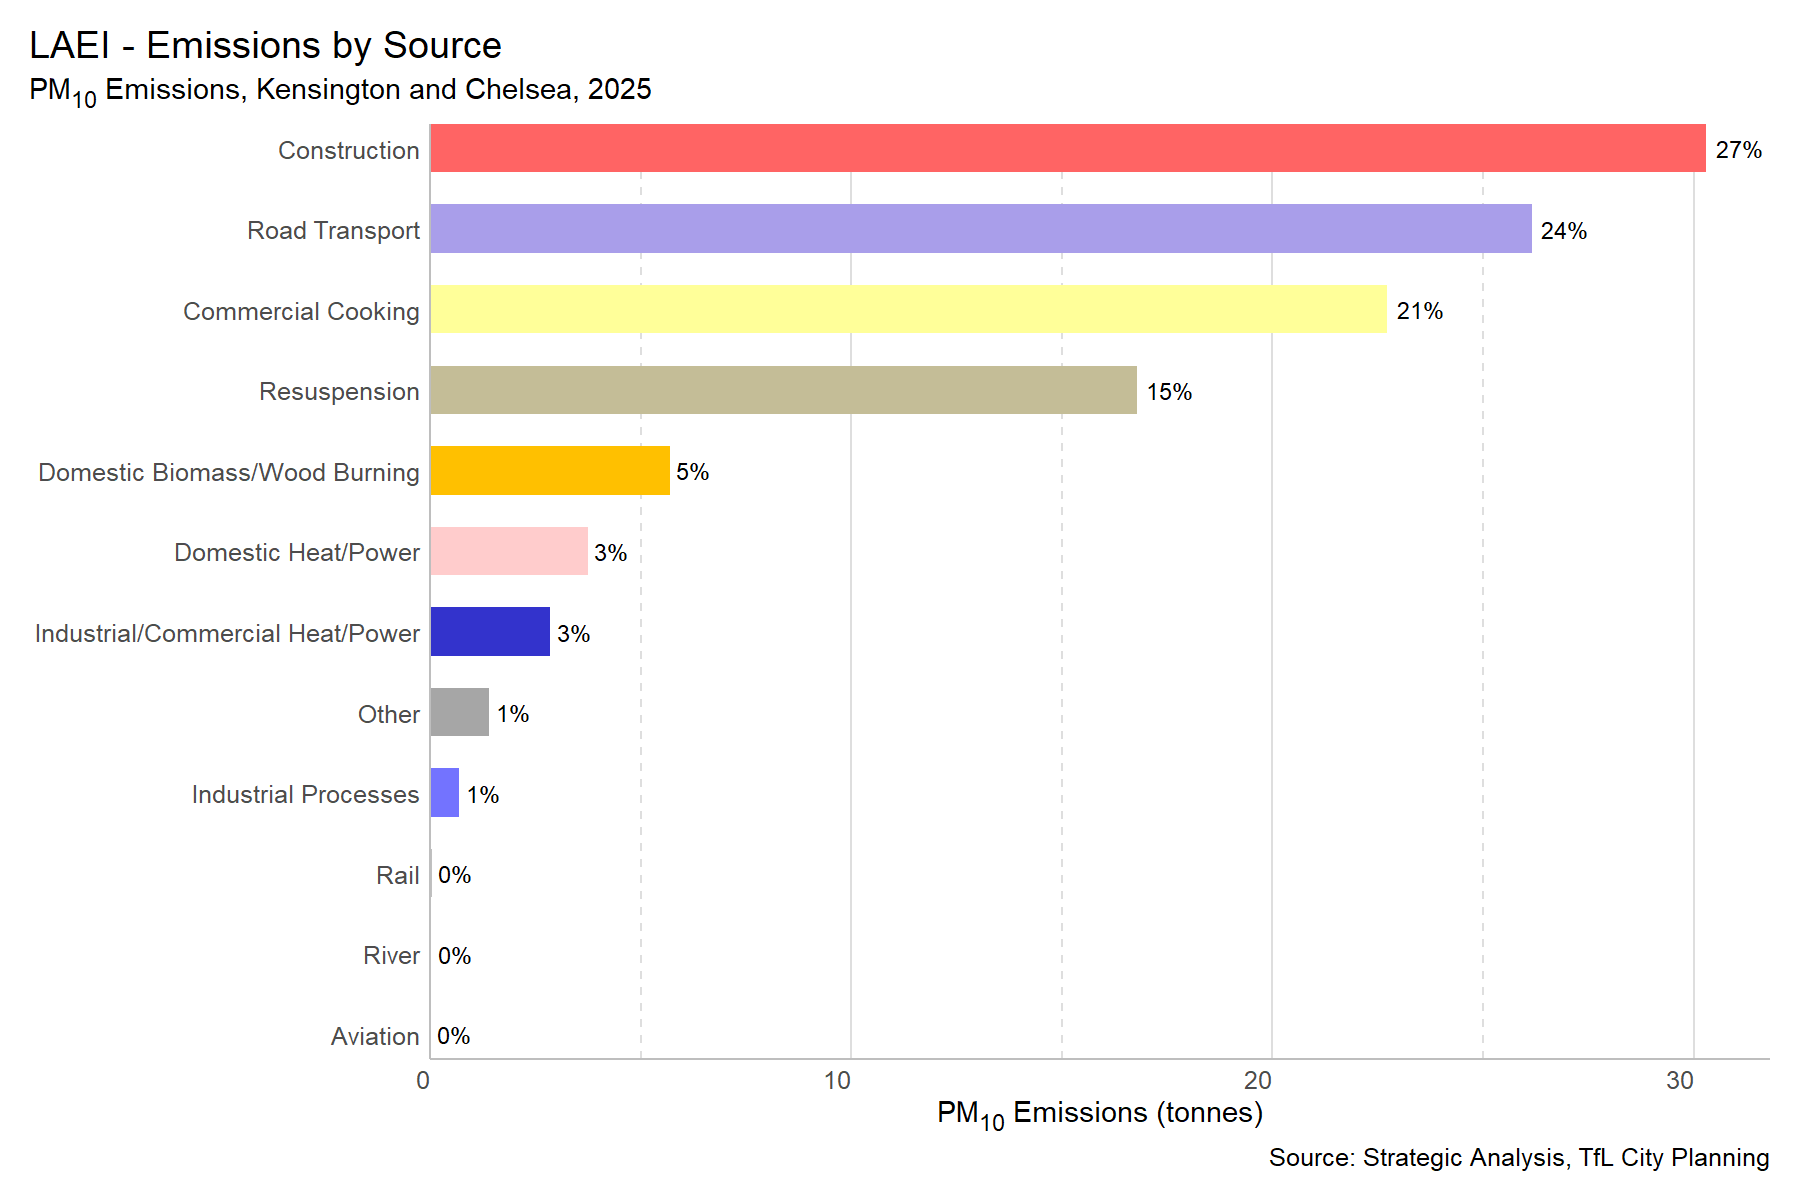 LAEI - Emissions by Source
PM10 Emissions, Kensington and Chelsea, 2025
Construction 27%
Road Transport 24%
Commercial Cooking 21%
Resuspension 15%
Domestic Biomass/Wood Burning 5%
Domestic Heat/Power 3%
Industrial/Commercial Heat/Power 3%
Other 1%
Industrial Processes 1%
Rail 0%
River 0%
Aviation 0%
0 10 20 30
PM10 Emissions (tonnes)
Source: Strategic Analysis, TfL City Planning